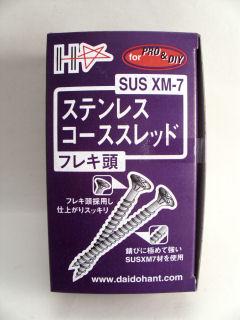 for PRO & DIY
SUS XM-7
ステンレス
コーススレッド
フレキ頭
フレキ頭採用し
仕上がりスッキリ
錆びに極めて強い
SUSXM7材を使用
www.daidohant.com